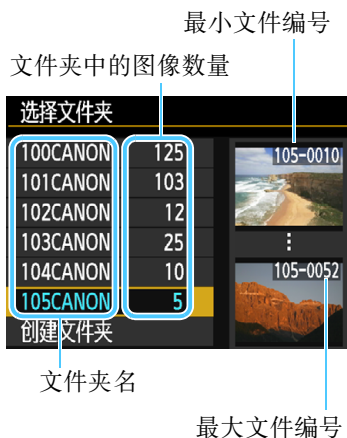 最小文件编号
文件夹中的图像数量
选择文件夹
100CANON 125
101CANON 103
102CANON 12
103CANON 25
104CANON 10
105CANON 5
创建文件夹
105-0010
105-0052
文件夹名
最大文件编号